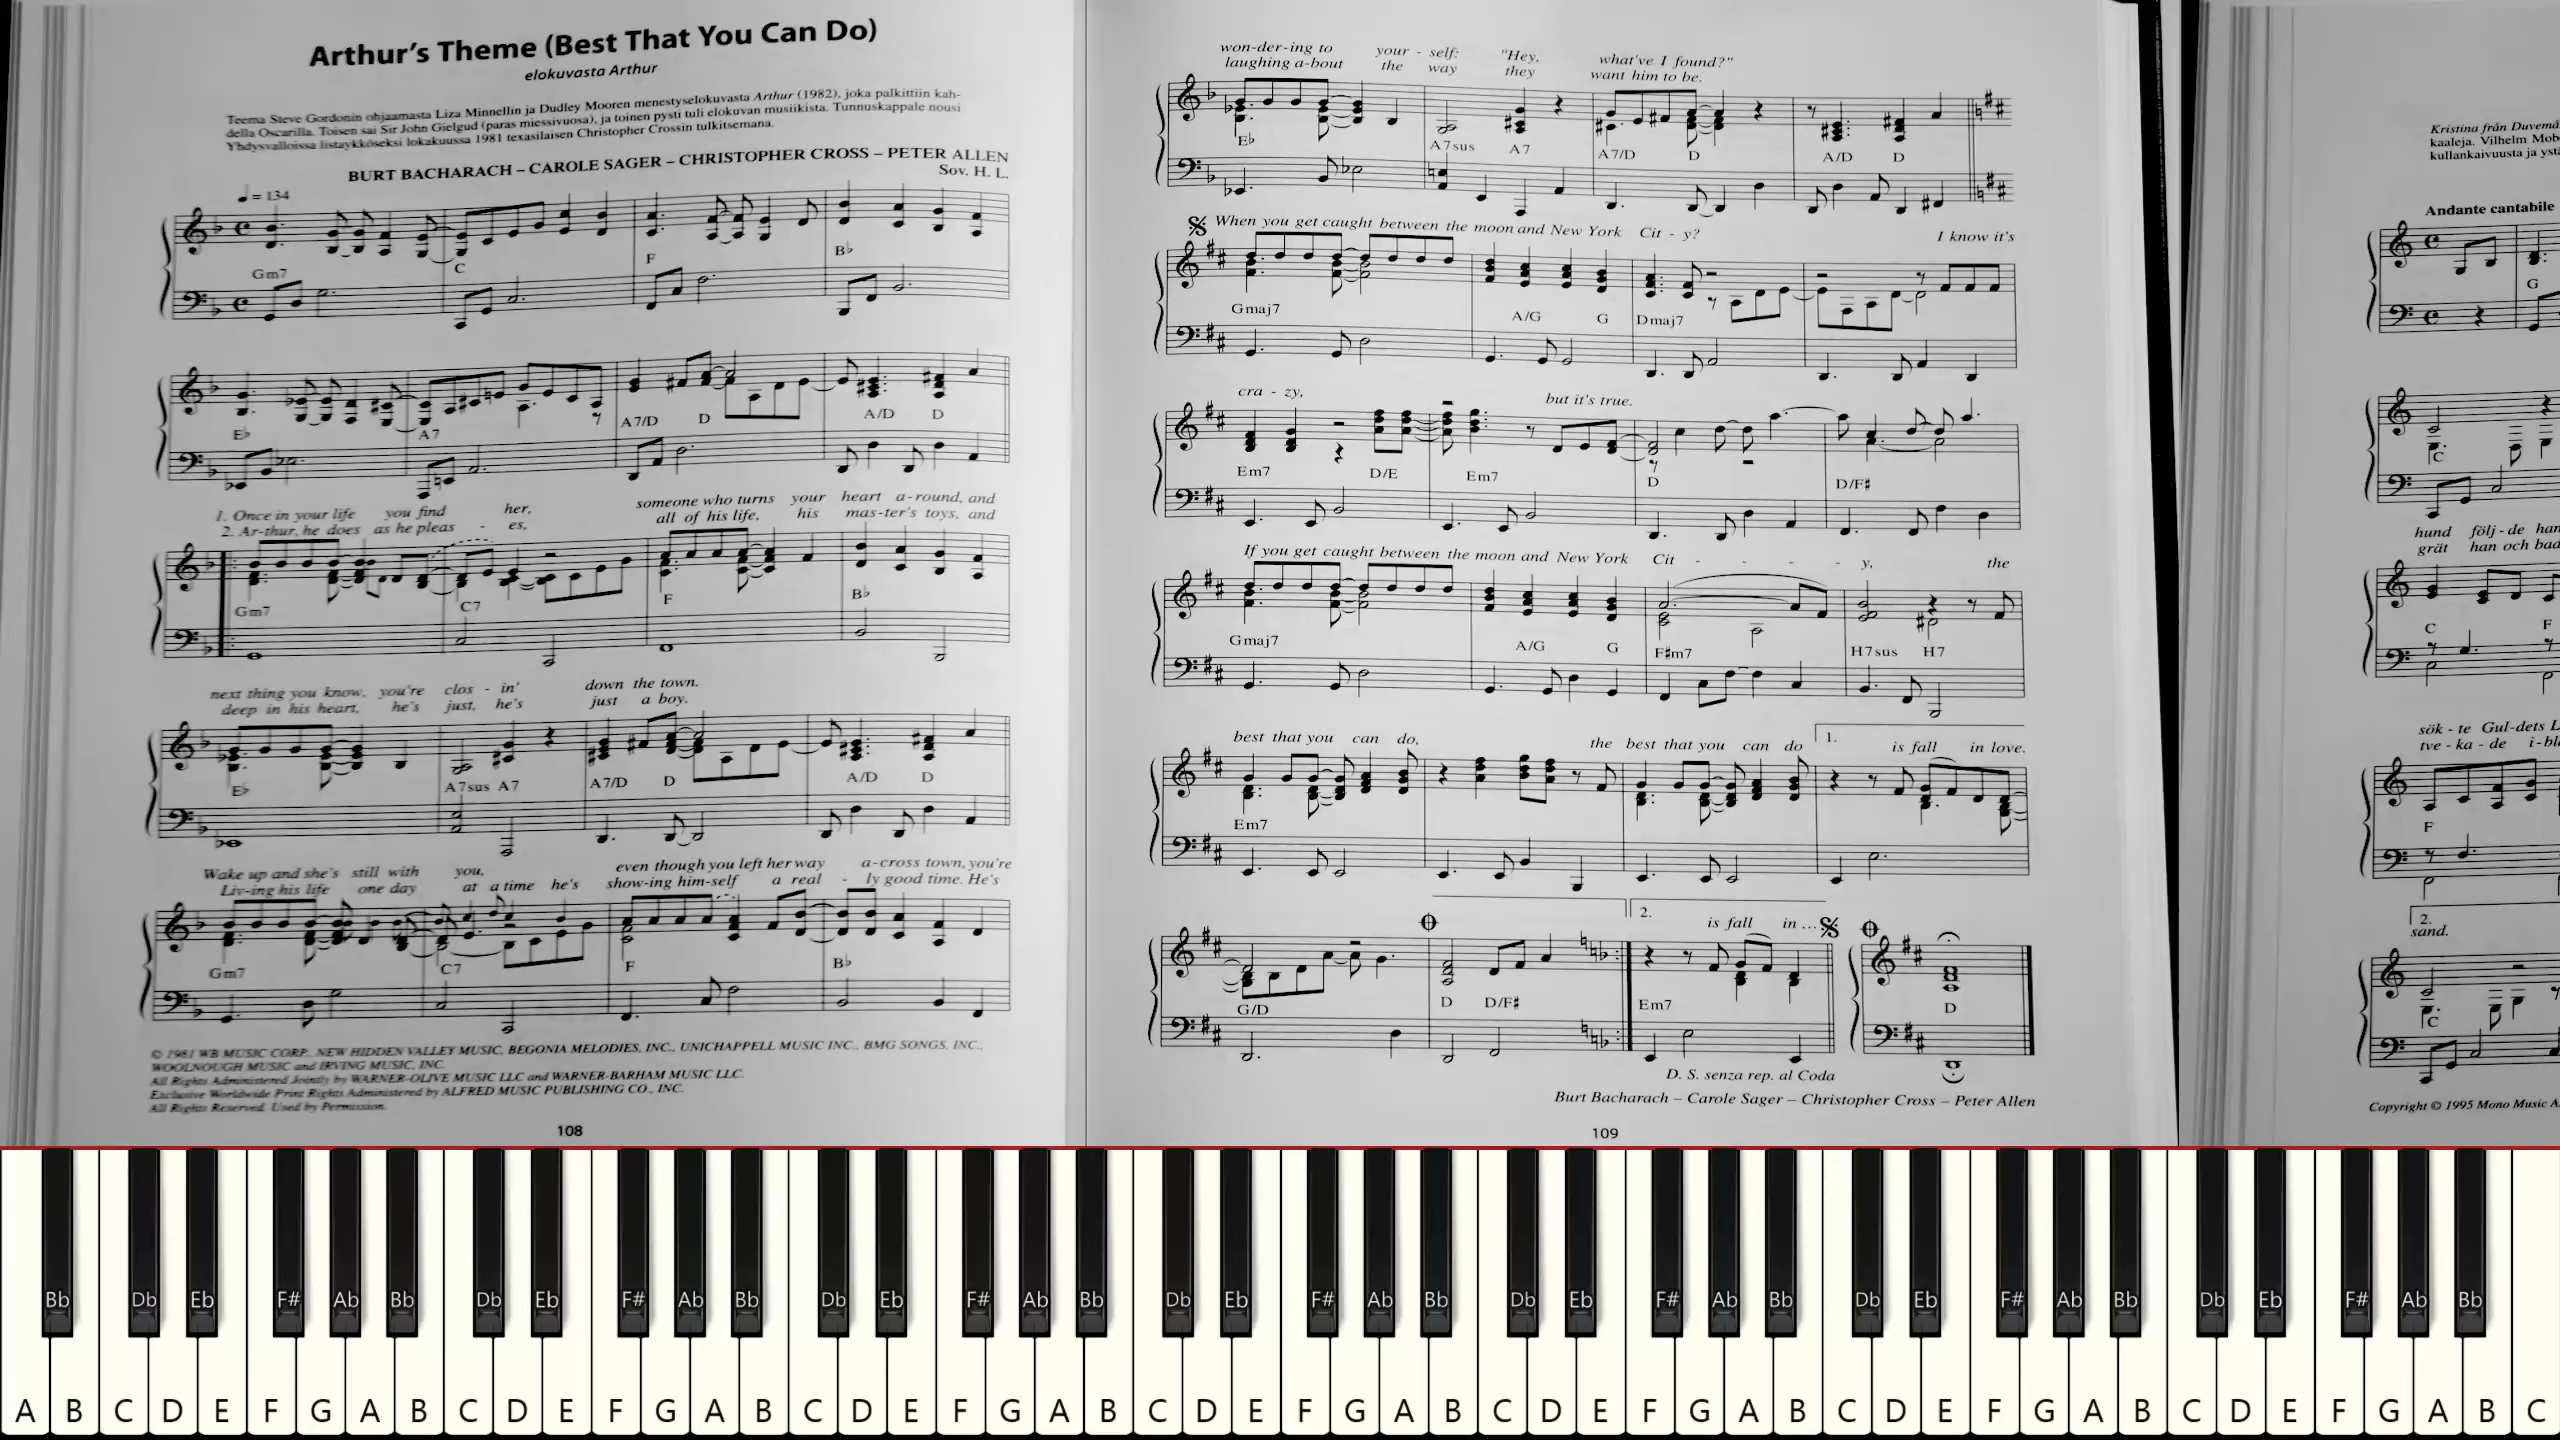 Arthur's Theme (Best That You Can Do)
elokuvasta Arthur
Teema Steve Gordonin ohjaamasta Liza Minnellin ja Dudley Mooren menestyselokuvasta Arthur (1982), joka palkittiin kah-
della Oscarilla. Toisen sai Sir John Gielgud (paras miessivuosa), ja toinen pysti tuli elokuvan musiikista. Tunnuskappale nousi
Yhdysvalloissa listaykköseksi lokakuussa 1981 texasilaisen Christopher Crossin tulkitsemana.
BURT BACHARACH – CAROLE SAGER – CHRISTOPHER CROSS – PETER ALLEN
Sov. H. L.
♩ = 134
Gm7 C F B♭
E♭ A7 A7/D D A/D D
1. Once in your life you find her, someone who turns your heart a-round, and
2. Ar-thur, he does as he pleas - es, all of his life, his mas-ter's toys, and
Gm7 C7 F B♭
next thing you know, you're clos - in' down the town.
deep in his heart, he's just, he's just a boy.
E♭ A7sus A7 A7/D D A/D D
Wake up and she's still with you, even though you left her way a-cross town, you're
Liv-ing his life one day at a time he's show-ing him-self a real - ly good time. He's
Gm7 C7 F B♭
© 1981 WB MUSIC CORP., NEW HIDDEN VALLEY MUSIC, BEGONIA MELODIES, INC., UNICHAPPELL MUSIC INC., BMG SONGS, INC.,
WOOLNOUGH MUSIC and IRVING MUSIC, INC.
All Rights Administered Jointly by WARNER-OLIVE MUSIC LLC and WARNER-BARHAM MUSIC LLC.
Exclusive Worldwide Print Rights Administered by ALFRED MUSIC PUBLISHING CO., INC.
All Rights Reserved. Used by Permission.
108
won-der-ing to your - self: "Hey, what've I found?"
laughing a-bout the way they want him to be.
E♭ A7sus A7 A7/D D A/D D
When you get caught between the moon and New York Cit - y? I know it's
Gmaj7 A/G G Dmaj7
cra - zy, but it's true.
Em7 D/E Em7 D D/F♯
If you get caught between the moon and New York Cit - - - - y, the
Gmaj7 A/G G F♯m7 H7sus H7
best that you can do, the best that you can do 1. is fall in love.
Em7
2. is fall in ...
G/D D D/F♯ Em7 D
D. S. senza rep. al Coda
Burt Bacharach – Carole Sager – Christopher Cross – Peter Allen
109
Kristina från Duvemå
kaaleja. Vilhelm Mob
kullankaivuusta ja ystä
Andante cantabile
G
C
hund följ - de han
grät han och bad
C F
sök - te Gul-dets L
tve - ka - de i-bl
F
2.
sand.
C
Copyright © 1995 Mono Music A
Bb Db Eb F# Ab Bb Db Eb F# Ab Bb Db Eb F# Ab Bb Db Eb F# Ab Bb Db Eb F# Ab Bb Db Eb F# Ab Bb Db Eb F# Ab Bb
A B C D E F G A B C D E F G A B C D E F G A B C D E F G A B C D E F G A B C D E F G A B C D E F G A B C